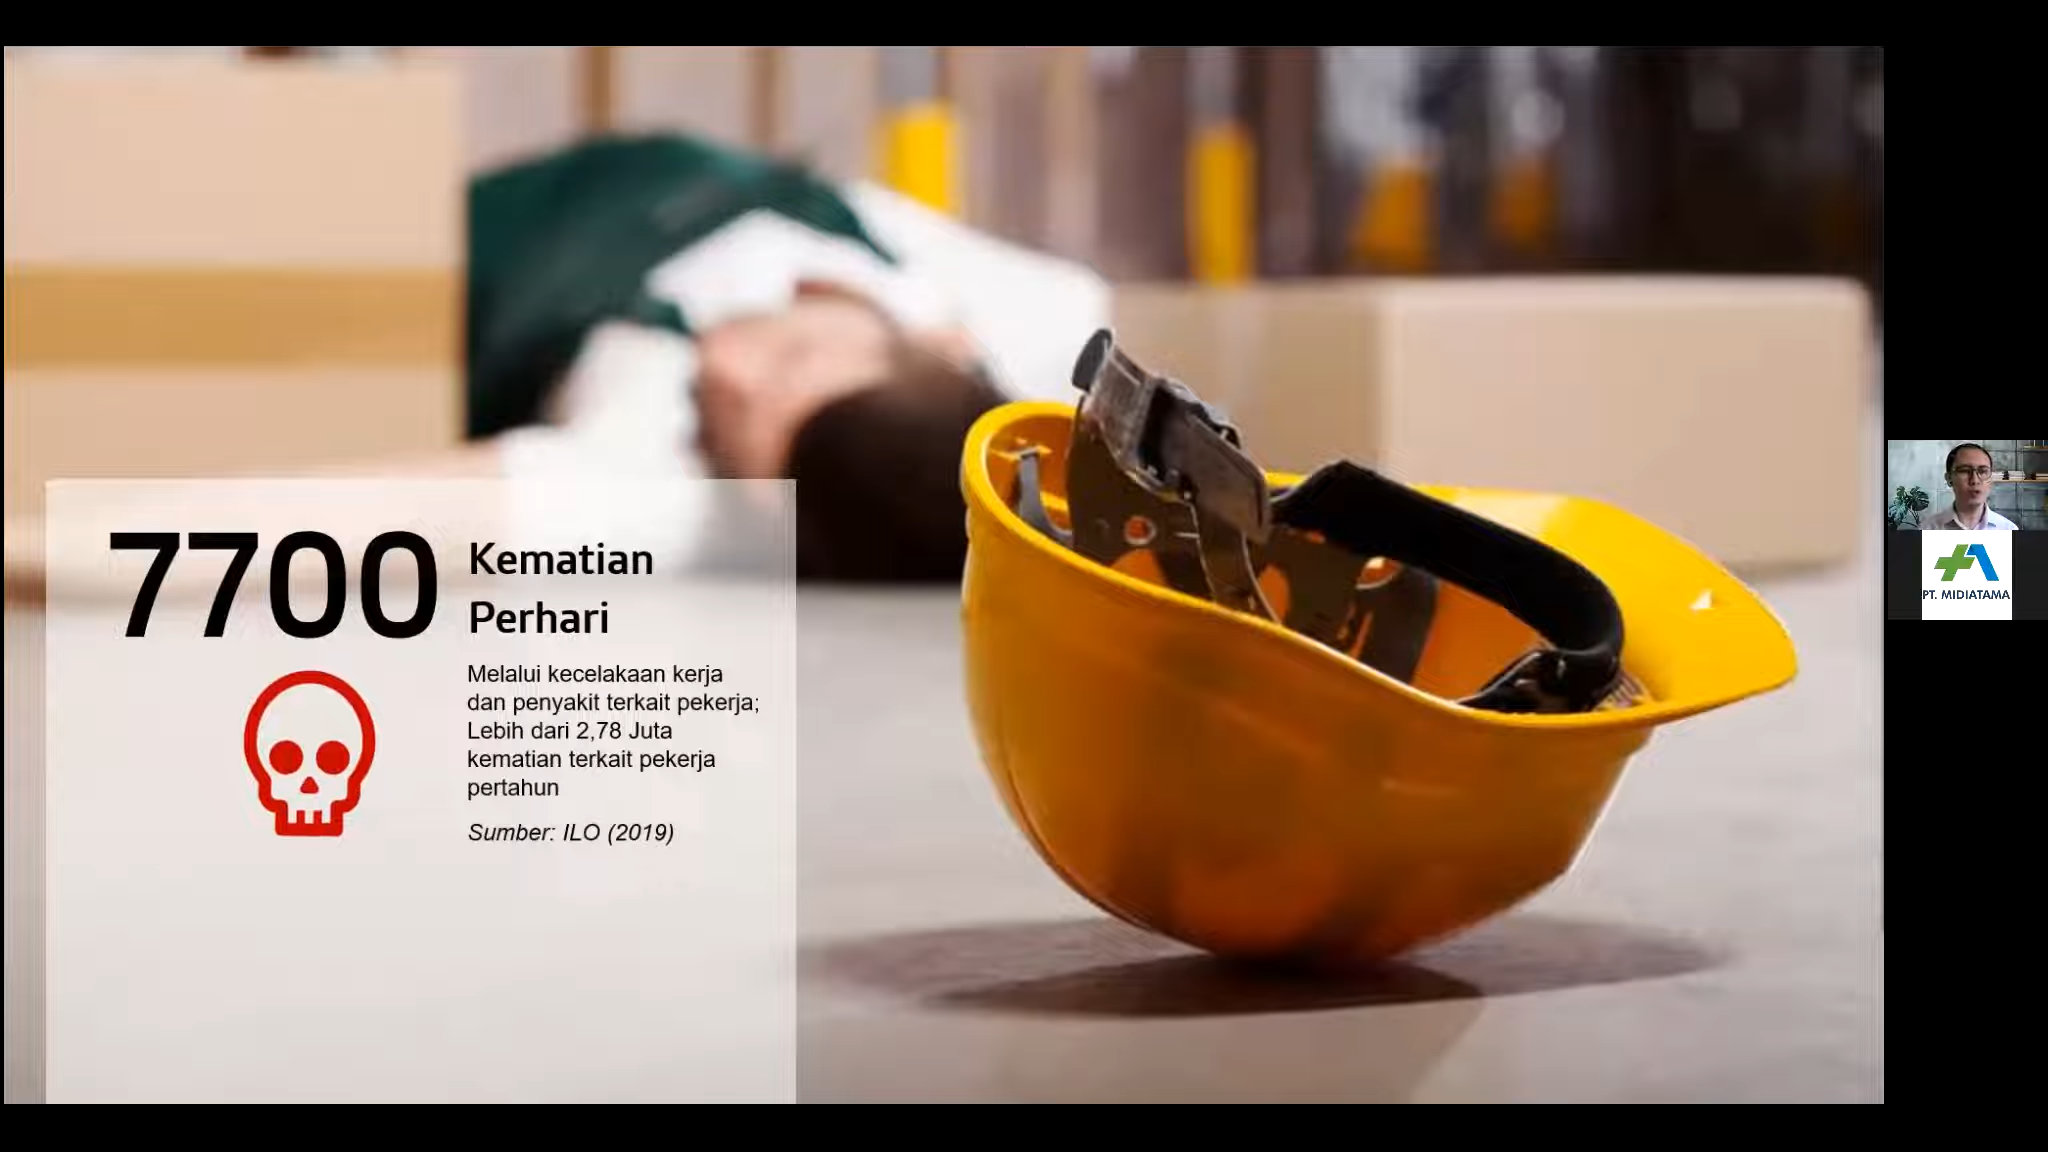 7700
Kematian
Perhari
Melalui kecelakaan kerja
dan penyakit terkait pekerja;
Lebih dari 2,78 Juta
kematian terkait pekerja
pertahun
Sumber: ILO (2019)
PT. MIDIATAMA